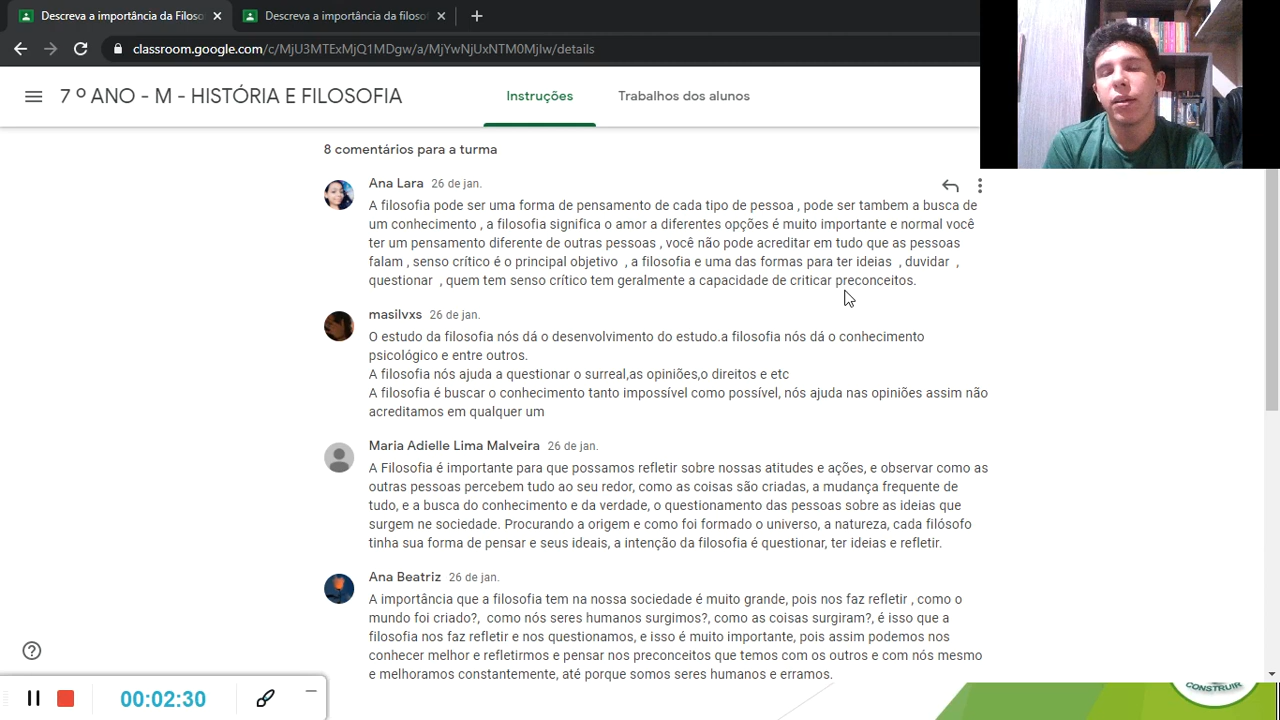 Descreva a importância da Filoso
Descreva a importância da filosof
classroom.google.com/c/MjU3MTExMjQ1MDgw/a/MjYwNjUxNTM0MjIw/details
7 º ANO - M - HISTÓRIA E FILOSOFIA
Instruções
Trabalhos dos alunos
8 comentários para a turma
Ana Lara 26 de jan.
A filosofia pode ser uma forma de pensamento de cada tipo de pessoa , pode ser tambem a busca de
um conhecimento , a filosofia significa o amor a diferentes opções é muito importante e normal você
ter um pensamento diferente de outras pessoas , você não pode acreditar em tudo que as pessoas
falam , senso crítico é o principal objetivo , a filosofia e uma das formas para ter ideias , duvidar ,
questionar , quem tem senso crítico tem geralmente a capacidade de criticar preconceitos.
masilvxs 26 de jan.
O estudo da filosofia nós dá o desenvolvimento do estudo.a filosofia nós dá o conhecimento
psicológico e entre outros.
A filosofia nós ajuda a questionar o surreal,as opiniões,o direitos e etc
A filosofia é buscar o conhecimento tanto impossível como possível, nós ajuda nas opiniões assim não
acreditamos em qualquer um
Maria Adielle Lima Malveira 26 de jan.
A Filosofia é importante para que possamos refletir sobre nossas atitudes e ações, e observar como as
outras pessoas percebem tudo ao seu redor, como as coisas são criadas, a mudança frequente de
tudo, e a busca do conhecimento e da verdade, o questionamento das pessoas sobre as ideias que
surgem ne sociedade. Procurando a origem e como foi formado o universo, a natureza, cada filósofo
tinha sua forma de pensar e seus ideais, a intenção da filosofia é questionar, ter ideias e refletir.
Ana Beatriz 26 de jan.
A importância que a filosofia tem na nossa sociedade é muito grande, pois nos faz refletir , como o
mundo foi criado?, como nós seres humanos surgimos?, como as coisas surgiram?, é isso que a
filosofia nos faz refletir e nos questionamos, e isso é muito importante, pois assim podemos nos
conhecer melhor e refletirmos e pensar nos preconceitos que temos com os outros e com nós mesmo
e melhoramos constantemente, até porque somos seres humanos e erramos.
00:02:30
CONSTRUIR